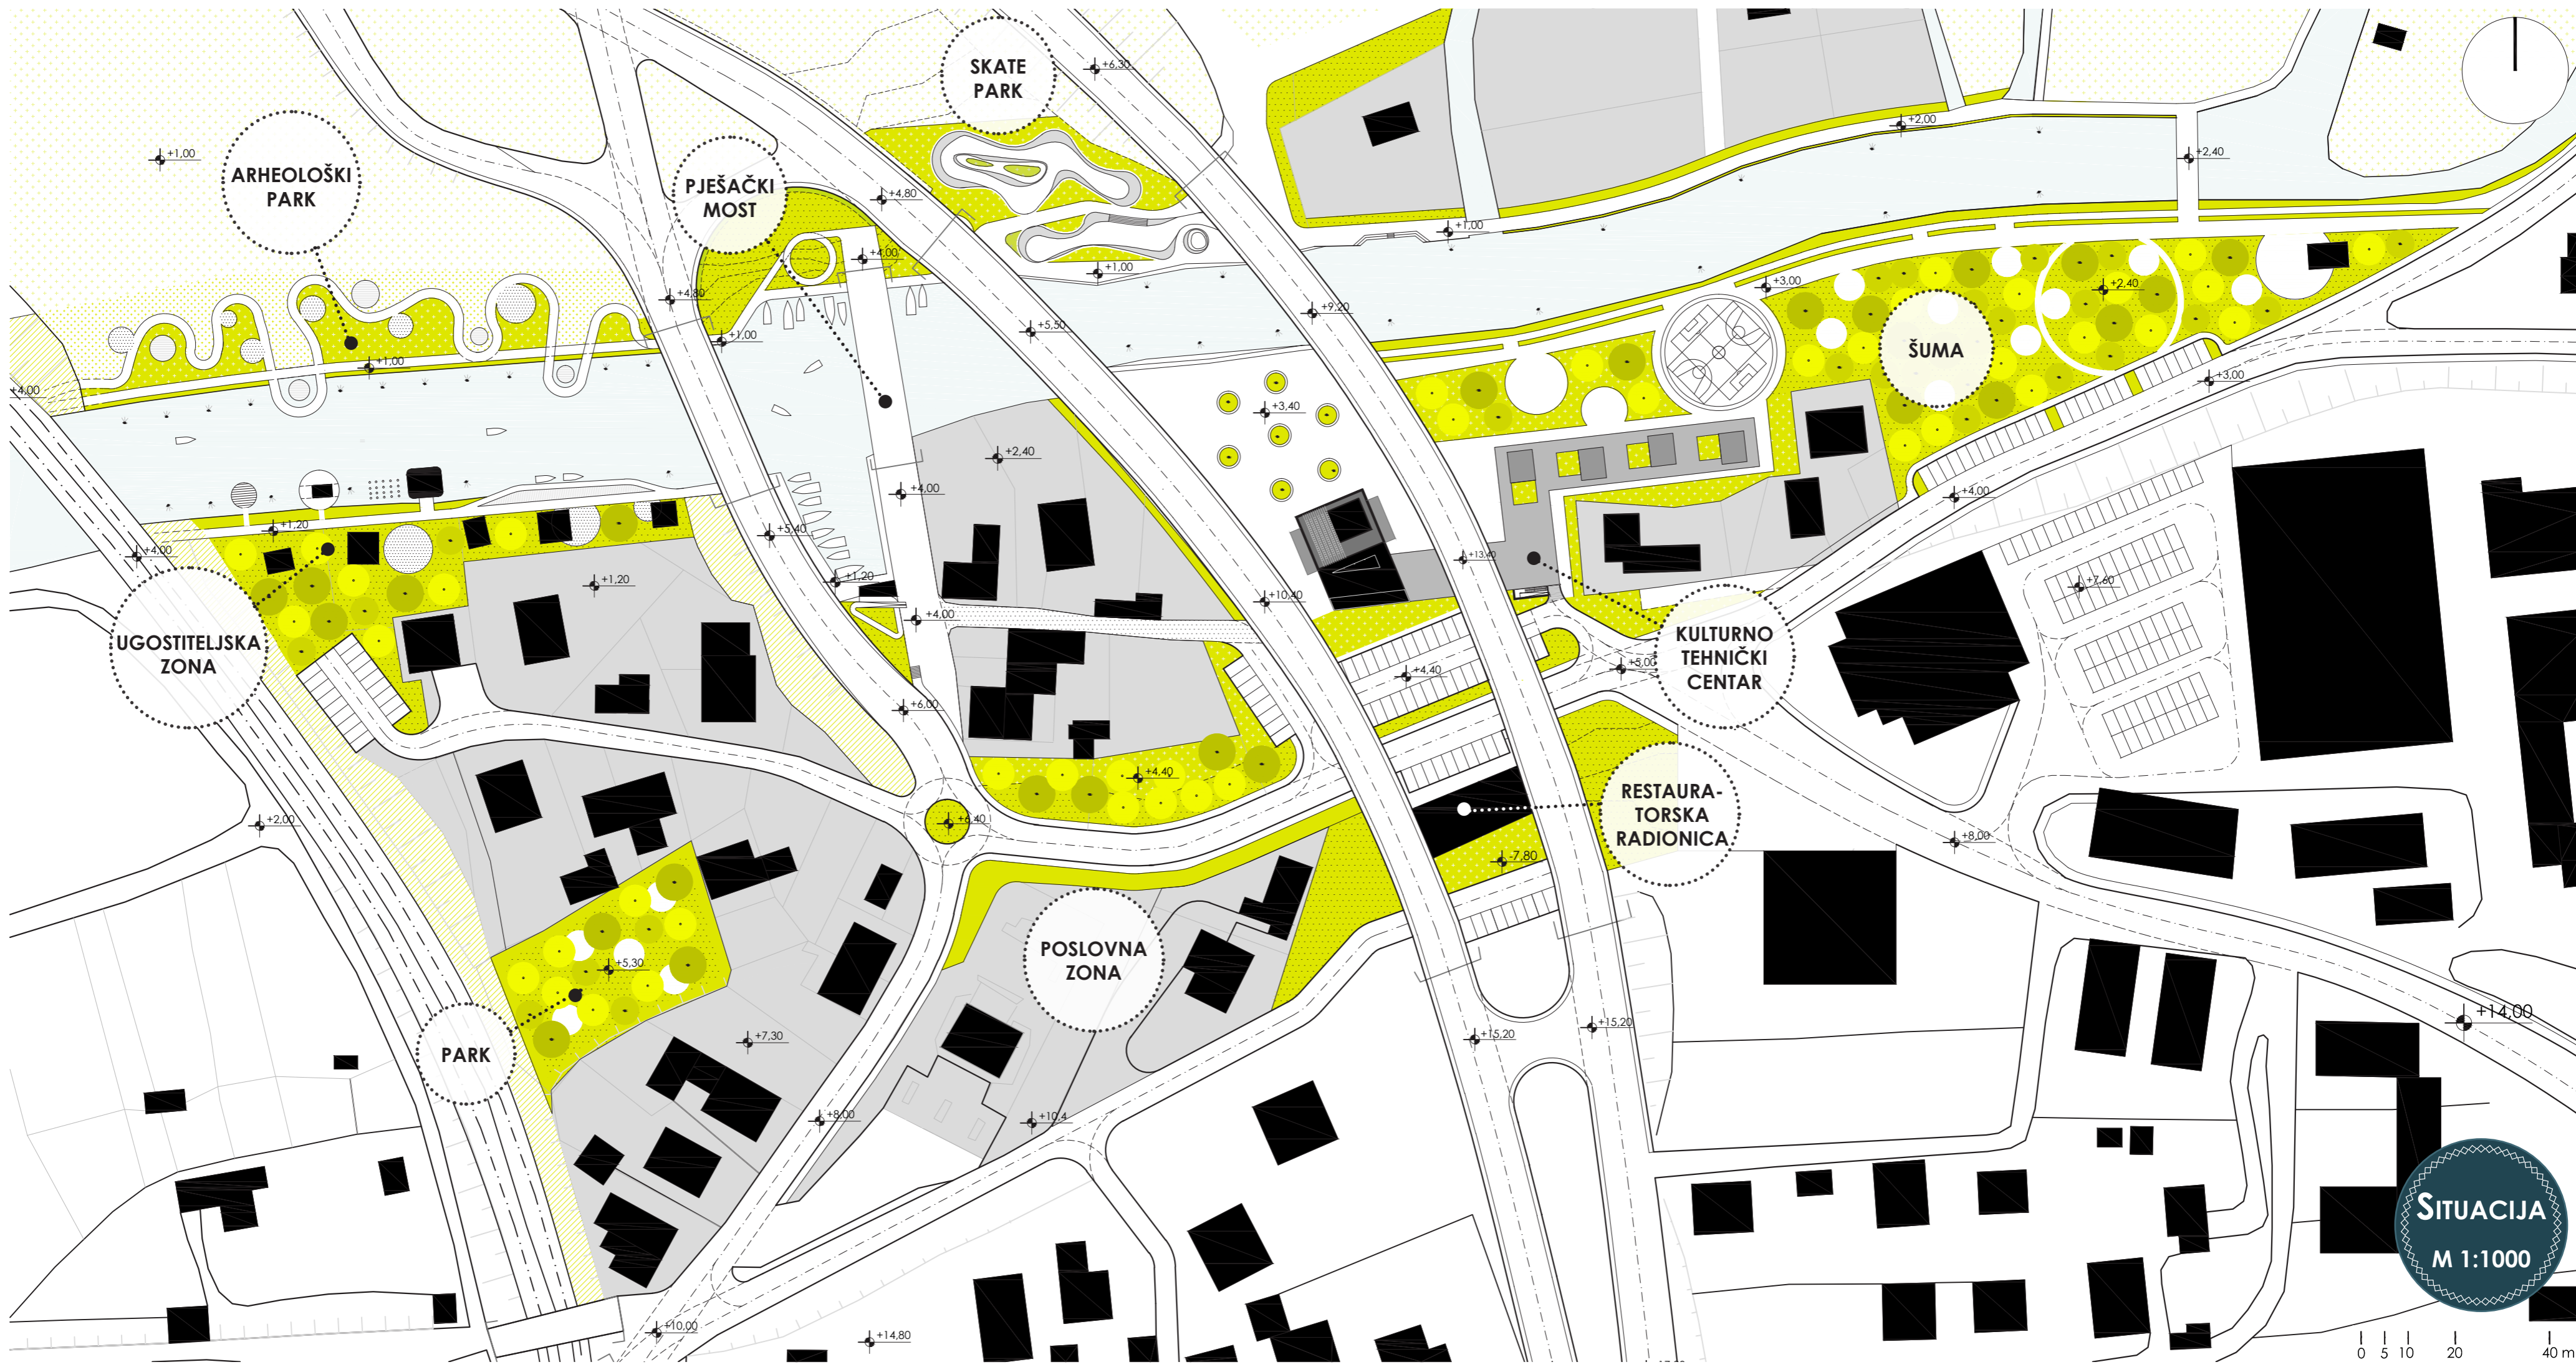 SKATE
PARK
+6,30
+2,00
+1,00
ARHEOLOŠKI
PARK
PJEŠAČKI
MOST
+4,80
+2,40
+1,00
+4,00
+1,00
+3,00
+2,40
+4,80
+9,20
+1,00
+5,50
ŠUMA
+1,00
+3,00
+4,00
+3,40
+2,40
+4,00
+4,00
+1,20
+5,40
+4,00
+13,40
+1,20
+1,20
+7,60
+10,40
+4,00
UGOSTITELJSKA
ZONA
KULTURNO
TEHNIČKI
CENTAR
+5,00
+4,40
+6,00
+4,40
RESTAURA-
TORSKA
RADIONICA
+2,00
+6,40
+8,00
-7,80
POSLOVNA
ZONA
+5,30
+14,00
+15,20
+15,20
+7,30
PARK
+8,00
+10,4
SITUACIJA
M 1:1000
+10,00
+14,80
0 5 10 20 40 m